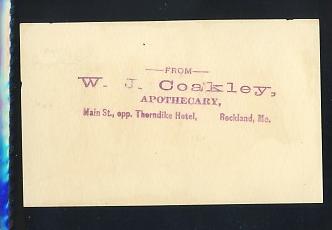 —FROM—
W. J. Coakley,
APOTHECARY,
Main St., opp. Thorndike Hotel, Rockland, Me.